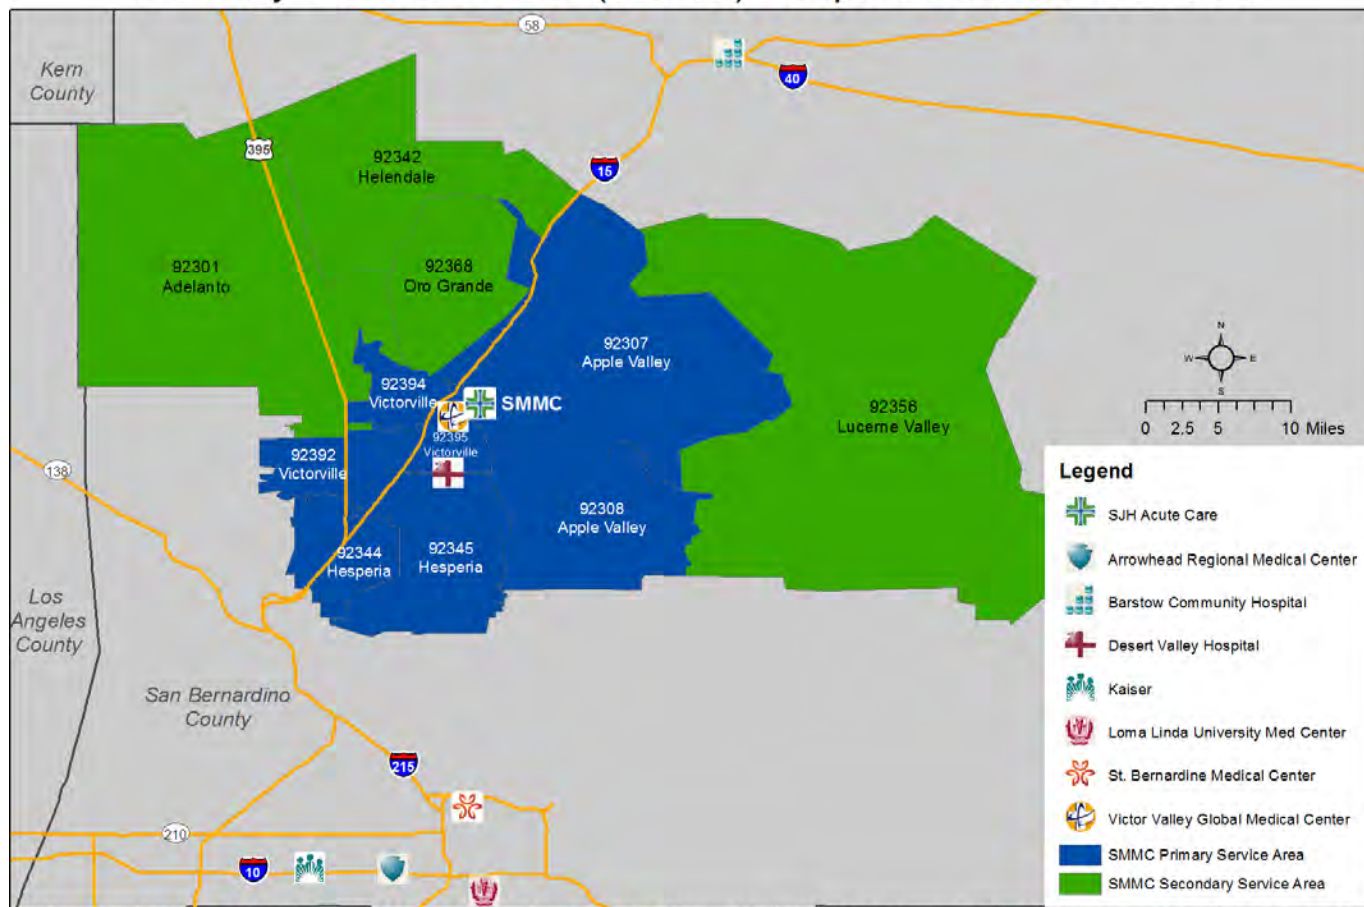 58
Kern
County
40
395
92342
Helendale
15
92301
Adelanto
92368
Oro Grande
92307
Apple Valley
N
W
E
S
92394
Victorville
SMMC
92356
Lucerne Valley
0 2.5 5 10 Miles
92395
Victorville
92392
Victorville
138
Legend
92308
Apple Valley
SJH Acute Care
92344
Hesperia
92345
Hesperia
Arrowhead Regional Medical Center
Barstow Community Hospital
Los
Angeles
County
Desert Valley Hospital
San Bernardino
County
Kaiser
Loma Linda University Med Center
215
St. Bernardine Medical Center
210
Victor Valley Global Medical Center
10
SMMC Primary Service Area
SMMC Secondary Service Area